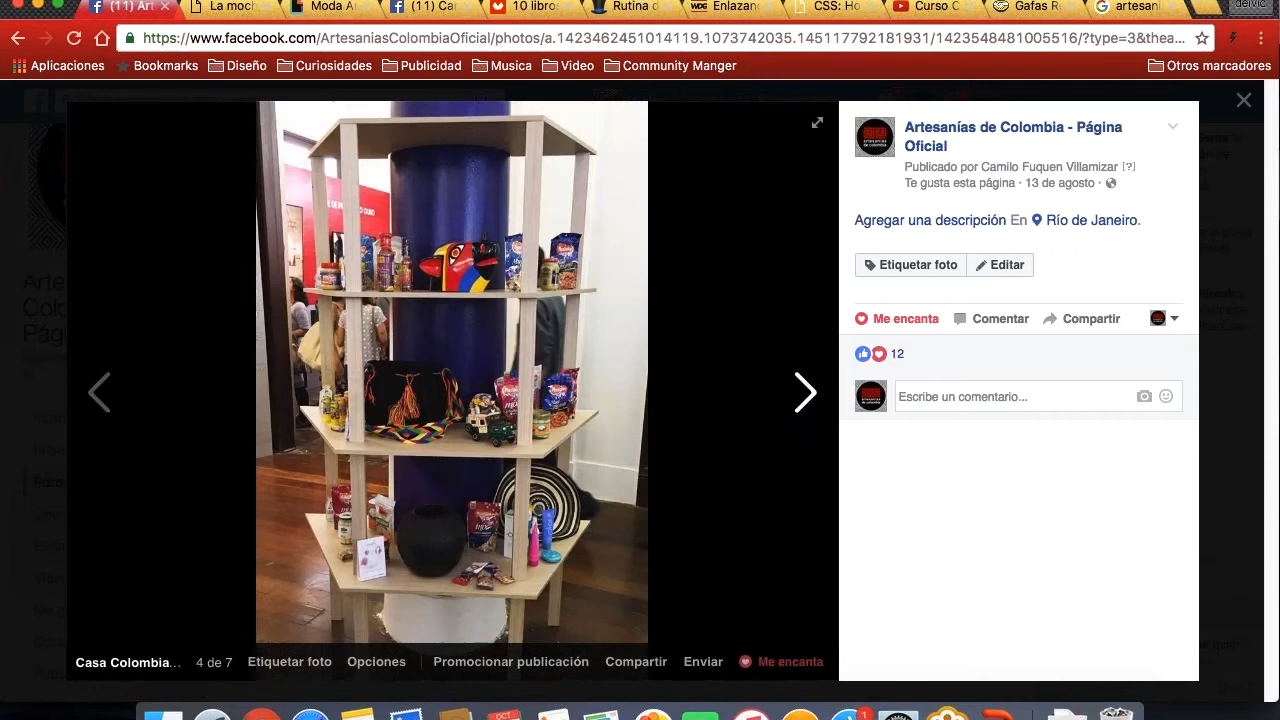 (11) Art
La moch
Moda A
(11) Ca
10 libros
Rutina d
Enlazan
CSS: Ho
Curso C
Gafas R
artesani
https://www.facebook.com/ArtesaniasColombiaOficial/photos/a.1423462451014119.1073742035.145117792181931/1423548481005516/?type=3&thea...
Aplicaciones Bookmarks Diseño Curiosidades Publicidad Musica Video Community Manger Otros marcadores
Artesanías de Colombia - Página
Oficial
Publicado por Camilo Fuquen Villamizar [?]
Te gusta esta página · 13 de agosto ·
Agregar una descripción En Río de Janeiro.
Etiquetar foto Editar
Me encanta Comentar Compartir
12
Escribe un comentario...
Casa Colombia... 4 de 7 Etiquetar foto Opciones Promocionar publicación Compartir Enviar Me encanta
OCT
1